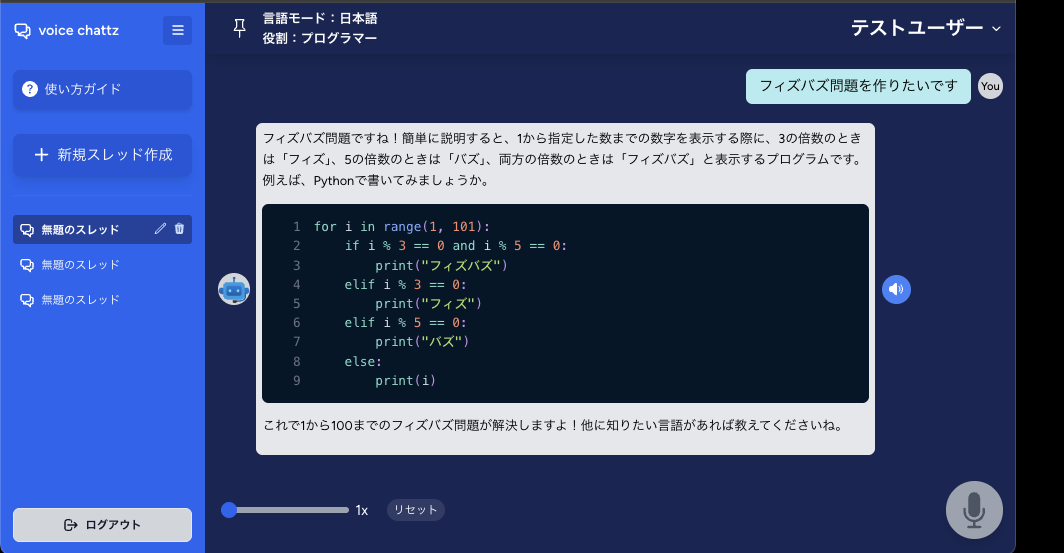 voice chattz
使い方ガイド
新規スレッド作成
無題のスレッド
無題のスレッド
無題のスレッド
ログアウト
言語モード：日本語
役割：プログラマー
テストユーザー
フィズバズ問題を作りたいです
You
フィズバズ問題ですね！簡単に説明すると、1から指定した数までの数字を表示する際に、3の倍数のとき
は「フィズ」、5の倍数のときは「バズ」、両方の倍数のときは「フィズバズ」と表示するプログラムです。
例えば、Pythonで書いてみましょうか。
1 for i in range(1, 101):
2     if i % 3 == 0 and i % 5 == 0:
3         print("フィズバズ")
4     elif i % 3 == 0:
5         print("フィズ")
6     elif i % 5 == 0:
7         print("バズ")
8     else:
9         print(i)
これで1から100までのフィズバズ問題が解決しますよ！他に知りたい言語があれば教えてくださいね。
1x
リセット